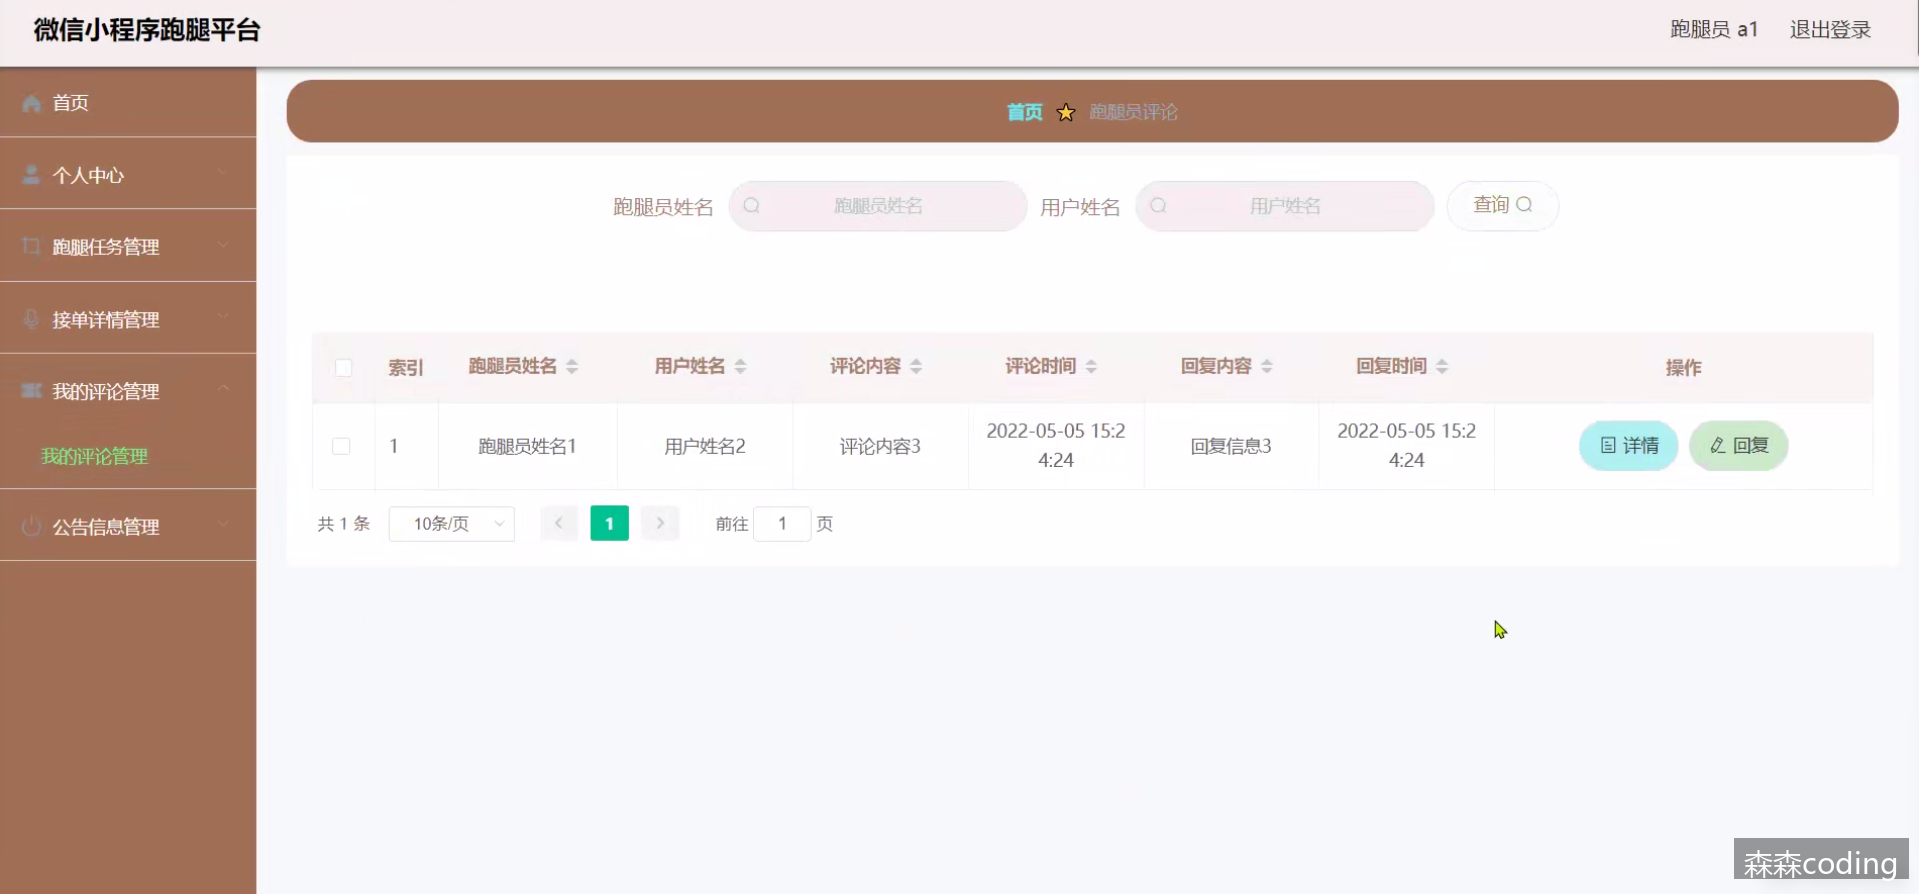 微信小程序跑腿平台
跑腿员 a1
退出登录
首页
个人中心
跑腿任务管理
接单详情管理
我的评论管理
我的评论管理
公告信息管理
首页 跑腿员评论
跑腿员姓名 跑腿员姓名 用户姓名 用户姓名 查询
索引 跑腿员姓名 用户姓名 评论内容 评论时间 回复内容 回复时间 操作
1 跑腿员姓名1 用户姓名2 评论内容3 2022-05-05 15:2
4:24
回复信息3 2022-05-05 15:2
4:24
详情 回复
共 1 条 10条/页 1 前往 1 页
森森coding